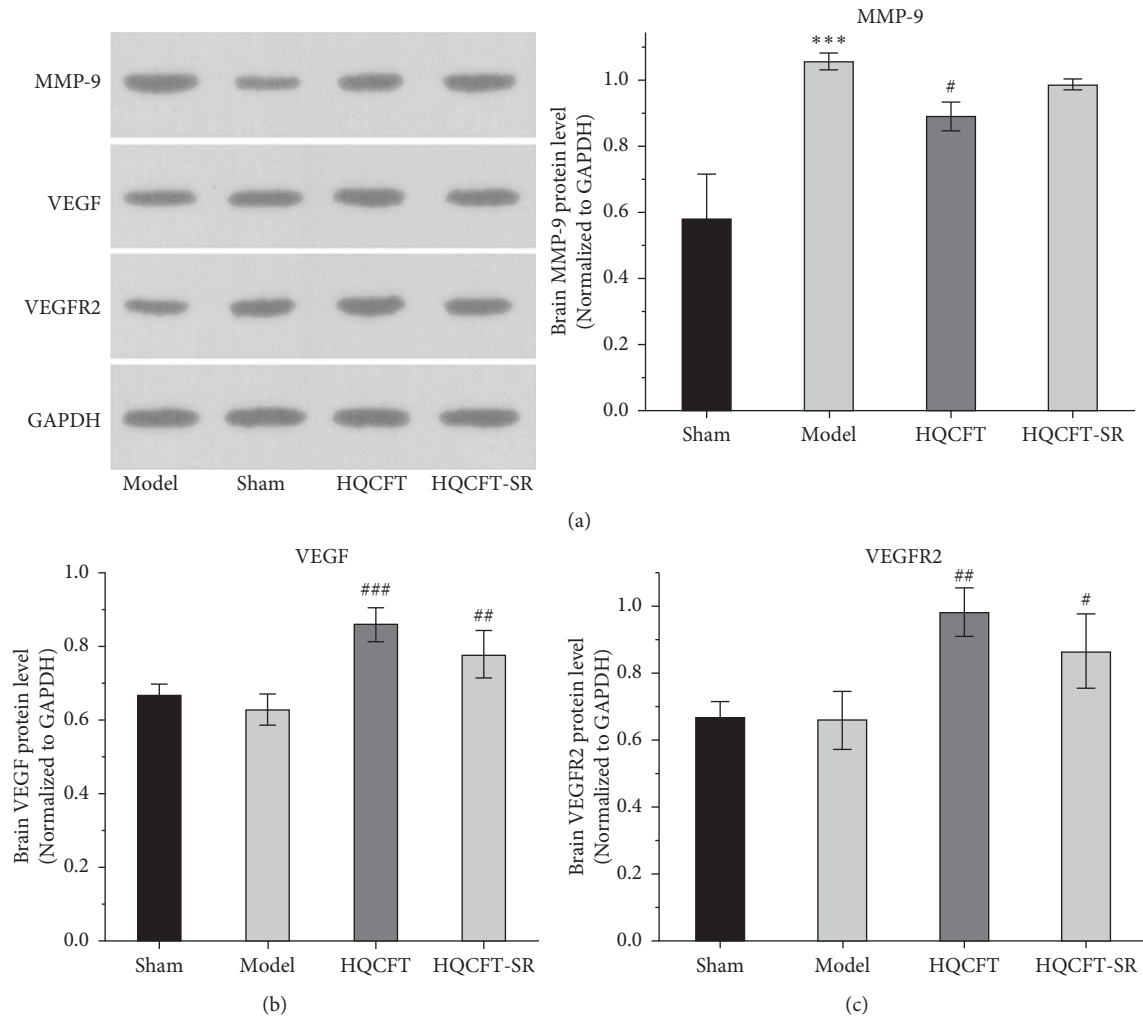 MMP-9
VEGF
VEGFR2
GAPDH
Model Sham HQCFT HQCFT-SR
MMP-9
Brain MMP-9 protein level
(Normalized to GAPDH)
1.0
0.8
0.6
0.4
0.2
0.0
***
#
Sham Model HQCFT HQCFT-SR
(a)
VEGF
Brain VEGF protein level
(Normalized to GAPDH)
1.0
0.8
0.6
0.4
0.2
0.0
###
##
Sham Model HQCFT HQCFT-SR
(b)
VEGFR2
Brain VEGFR2 protein level
(Normalized to GAPDH)
1.0
0.8
0.6
0.4
0.2
0.0
##
#
Sham Model HQCFT HQCFT-SR
(c)